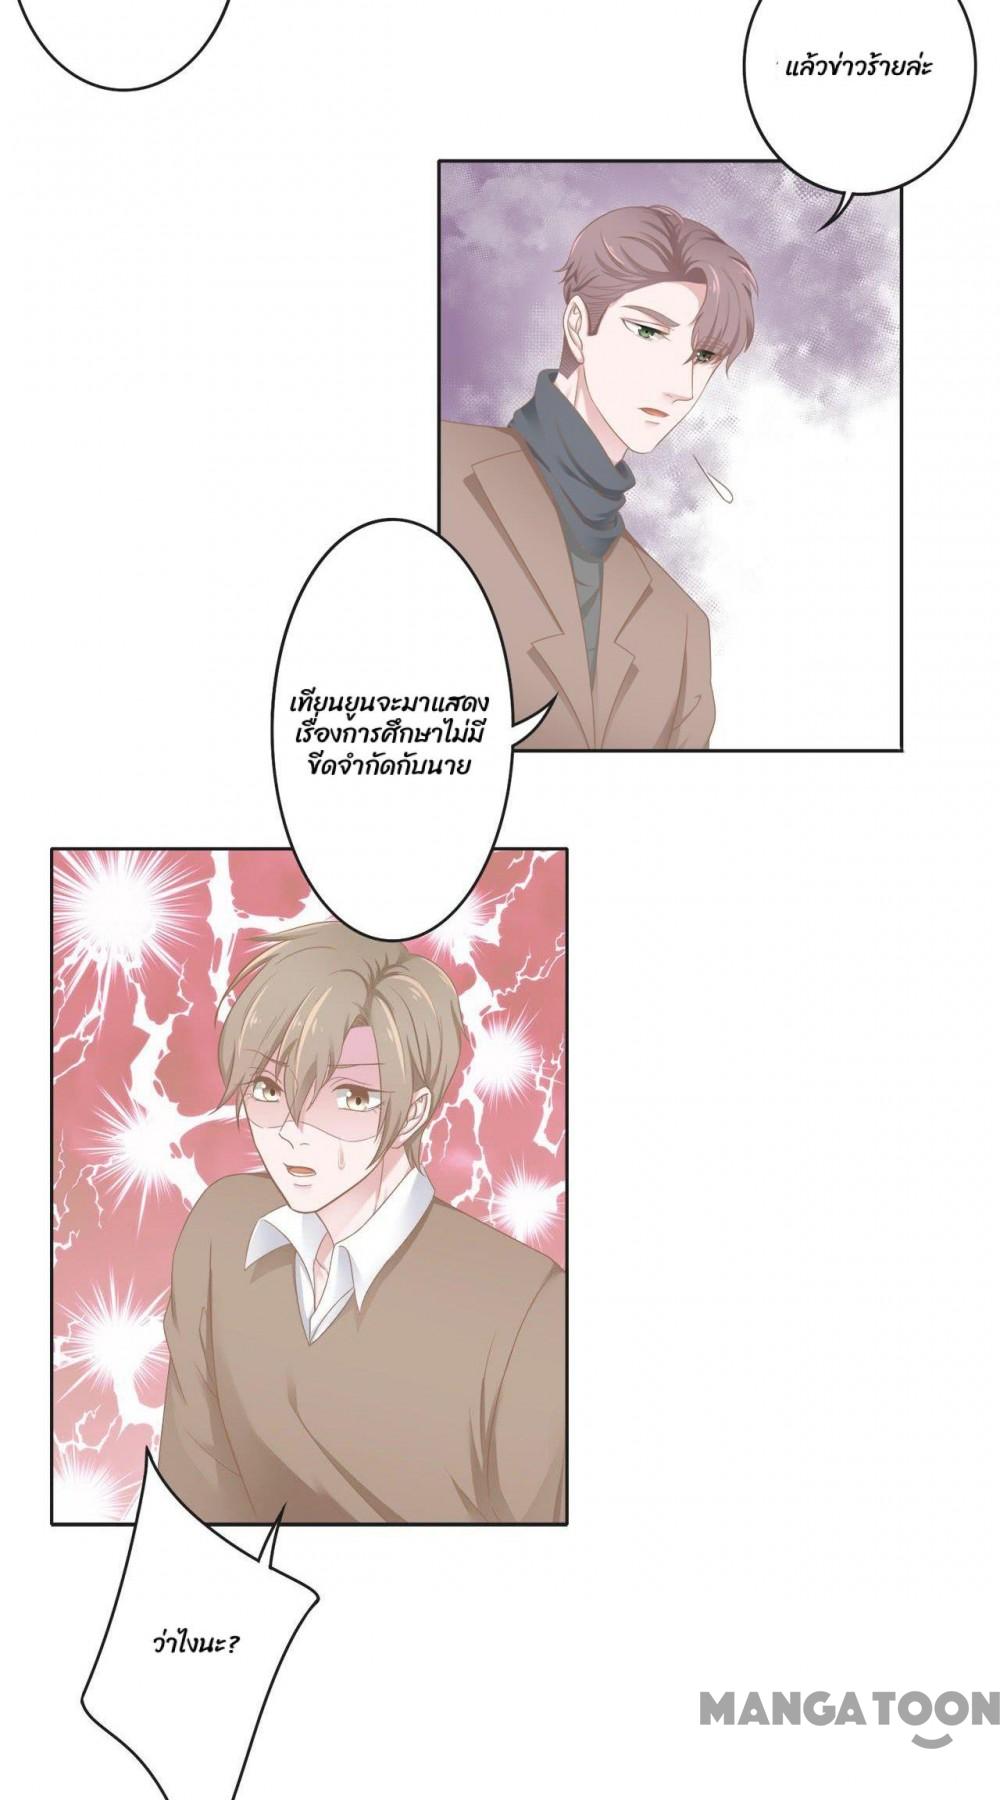 แล้วข่าวร้ายล่ะ
เทียนยูนจะมาแสดง
เรื่องการศึกษาไม่มี
ขีดจำกัดกับนาย
ว่าไงนะ?
MANGATOON